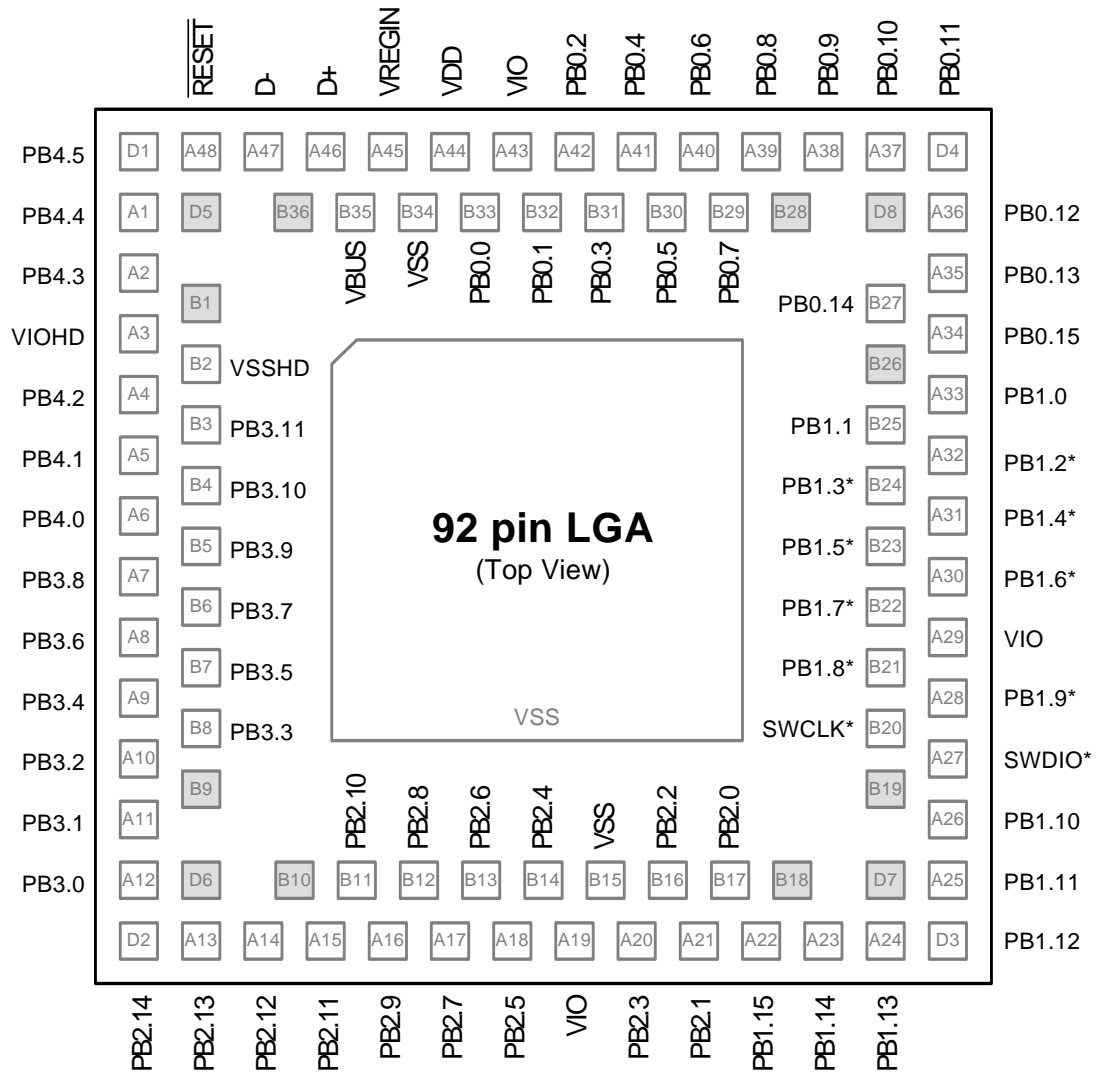 RESET D- D+ VREGIN VDD VIO PB0.2 PB0.4 PB0.6 PB0.8 PB0.9 PB0.10 PB0.11
PB4.5 D1 A48 A47 A46 A45 A44 A43 A42 A41 A40 A39 A38 A37 D4
PB4.4 A1 D5 B36 B35 B34 B33 B32 B31 B30 B29 B28 D8 A36 PB0.12
VBUS VSS PB0.0 PB0.1 PB0.3 PB0.5 PB0.7
PB4.3 A2 A35 PB0.13
B1 PB0.14 B27
VIOHD A3 A34 PB0.15
B2 VSSHD B26
PB4.2 A4 A33 PB1.0
B3 PB3.11 PB1.1 B25
PB4.1 A5 A32 PB1.2*
B4 PB3.10 PB1.3* B24
PB4.0 A6 A31 PB1.4*
92 pin LGA
(Top View)
B5 PB3.9 PB1.5* B23
PB3.8 A7 A30 PB1.6*
B6 PB3.7 PB1.7* B22
PB3.6 A8 A29 VIO
B7 PB3.5 PB1.8* B21
PB3.4 A9 A28 PB1.9*
VSS
B8 PB3.3 SWCLK* B20
PB3.2 A10 A27 SWDIO*
B9 B19
PB3.1 A11 A26 PB1.10
PB2.10 PB2.8 PB2.6 PB2.4 VSS PB2.2 PB2.0
PB3.0 A12 D6 B10 B11 B12 B13 B14 B15 B16 B17 B18 D7 A25 PB1.11
D2 A13 A14 A15 A16 A17 A18 A19 A20 A21 A22 A23 A24 D3 PB1.12
PB2.14 PB2.13 PB2.12 PB2.11 PB2.9 PB2.7 PB2.5 VIO PB2.3 PB2.1 PB1.15 PB1.14 PB1.13